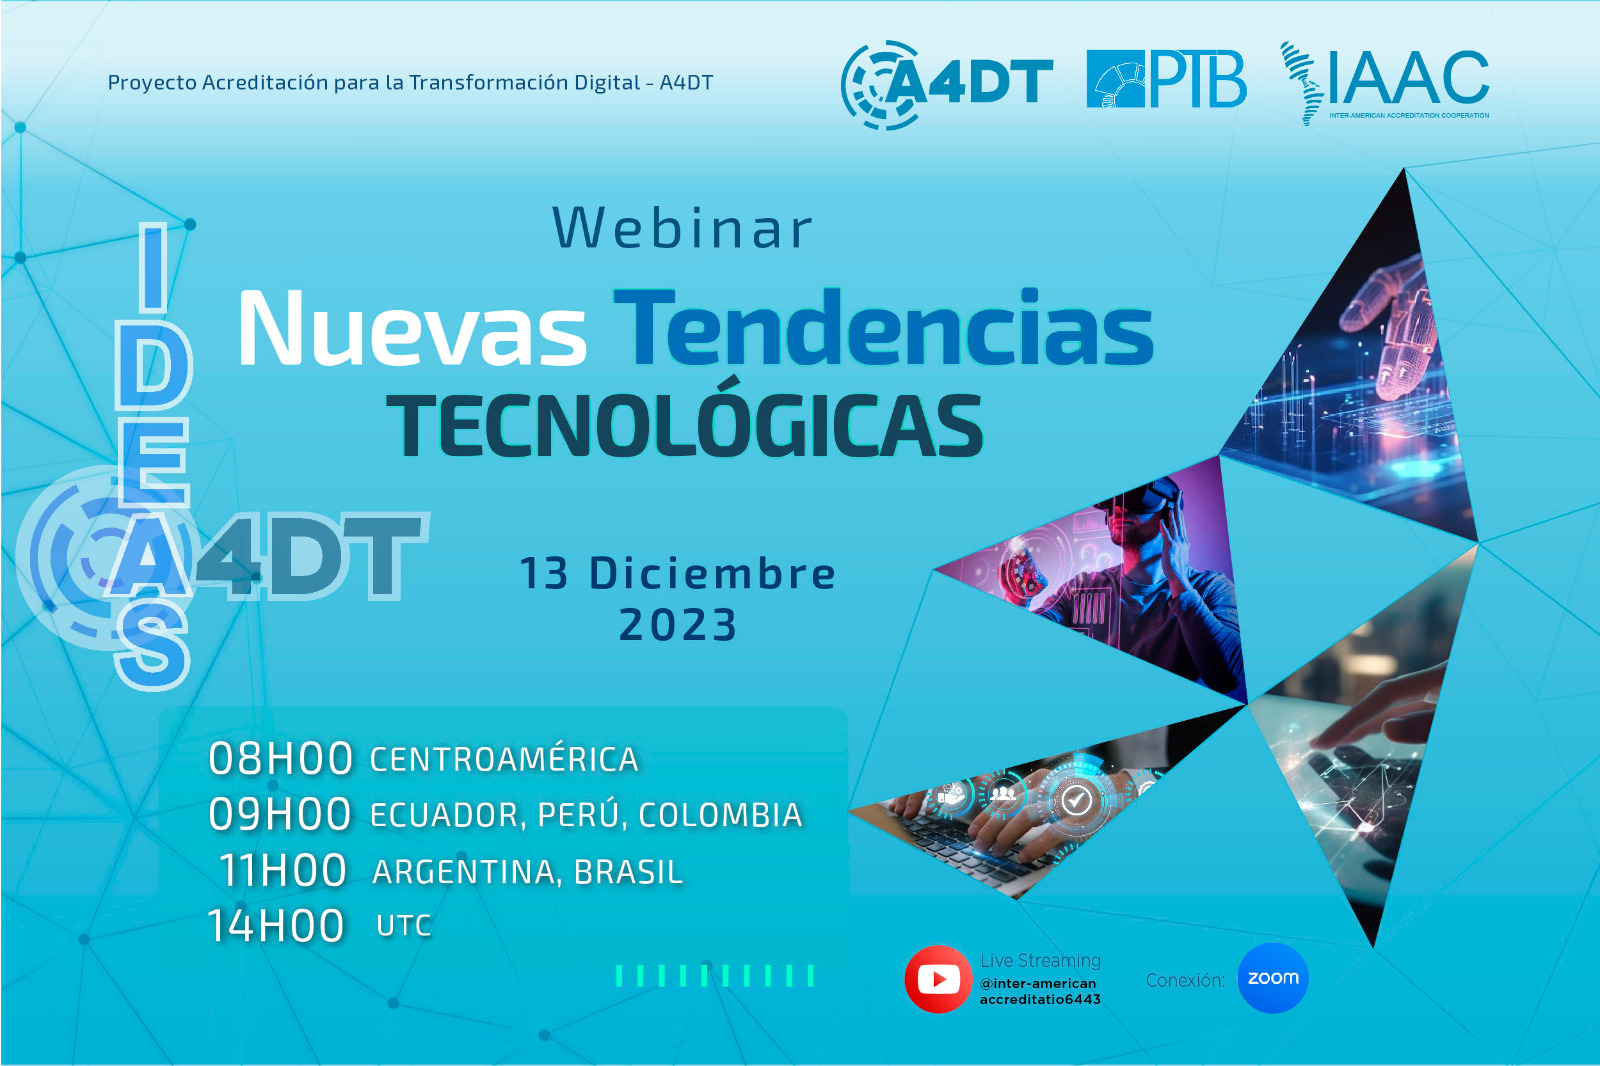 Proyecto Acreditación para la Transformación Digital - A4DT
A4DT
PTB
IAAC
INTER-AMERICAN ACCREDITATION COOPERATION
Webinar
Nuevas Tendencias
TECNOLÓGICAS
IDEAS
A4DT
13 Diciembre
2023
08H00 CENTROAMÉRICA
09H00 ECUADOR, PERÚ, COLOMBIA
11H00 ARGENTINA, BRASIL
14H00 UTC
Live Streaming
@inter-american
accreditatio6443
Conexión:
zoom